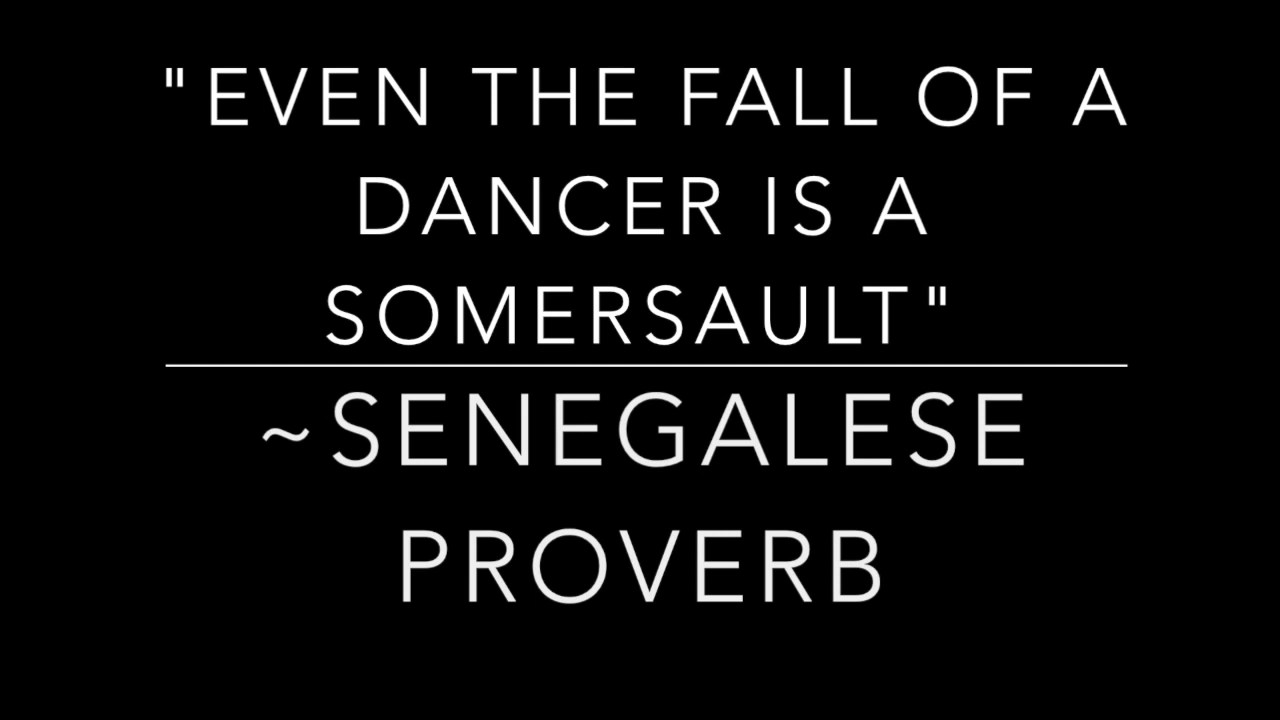 "EVEN THE FALL OF A
DANCER IS A
SOMERSAULT"
~SENEGALESE
PROVERB